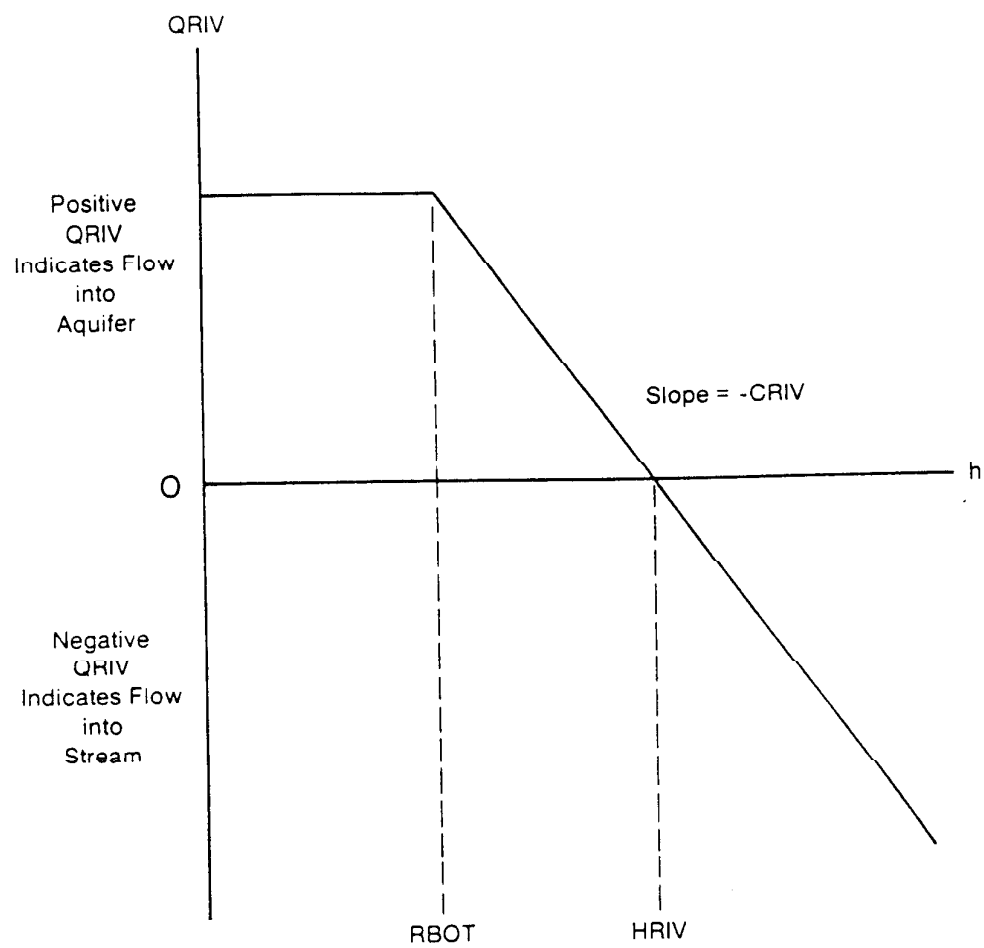 QRIV
Positive
QRIV
Indicates Flow
into
Aquifer
Slope = -CRIV
O
h
Negative
QRIV
Indicates Flow
into
Stream
RBOT
HRIV